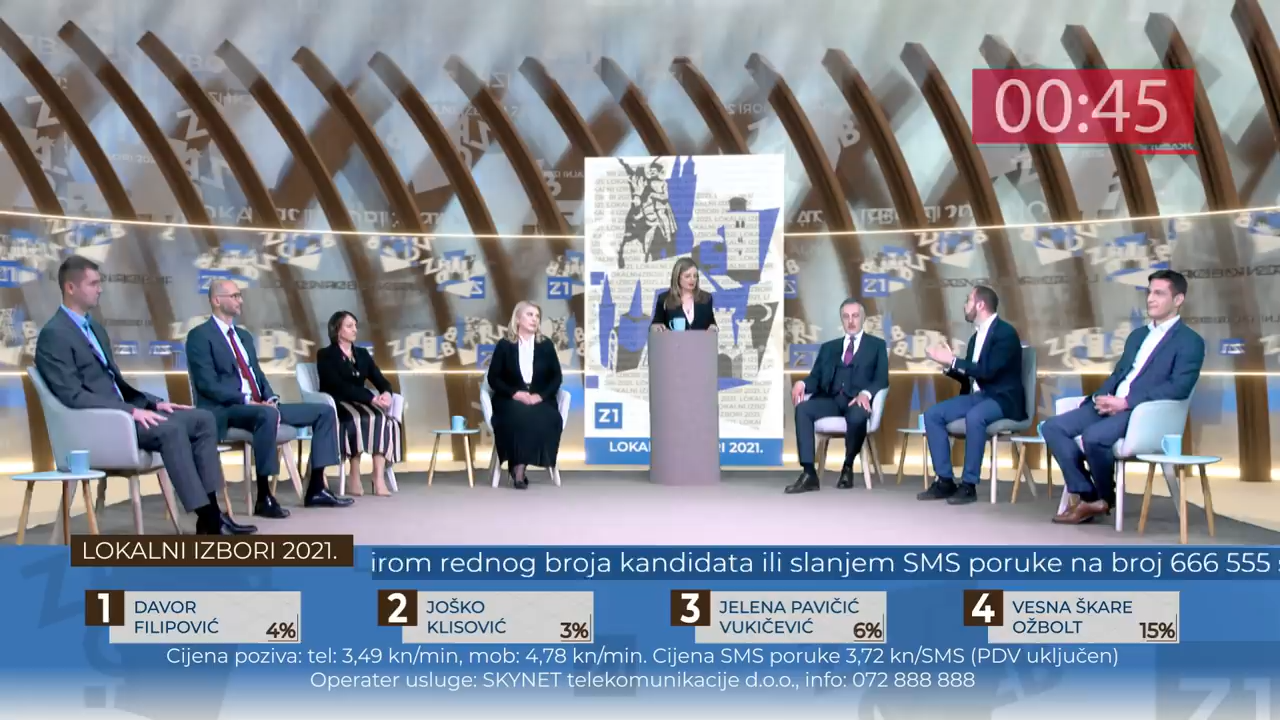 00:45
Z1
LOKALNI IZBORI 2021.
irom rednog broja kandidata ili slanjem SMS poruke na broj 666 555
1 DAVOR FILIPOVIĆ 4%
2 JOŠKO KLISOVIĆ 3%
3 JELENA PAVIČIĆ VUKIČEVIĆ 6%
4 VESNA ŠKARE OŽBOLT 15%
Cijena poziva: tel: 3,49 kn/min, mob: 4,78 kn/min. Cijena SMS poruke 3,72 kn/SMS (PDV uključen)
Operater usluge: SKYNET telekomunikacije d.o.o., info: 072 888 888